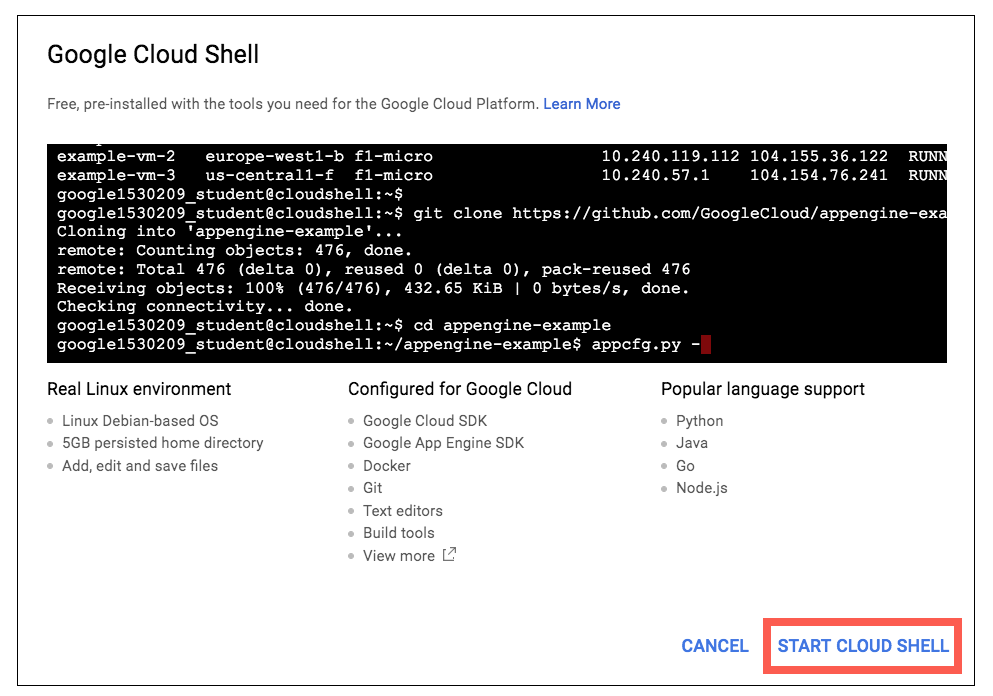 Google Cloud Shell
Free, pre-installed with the tools you need for the Google Cloud Platform. Learn More
example-vm-2 europe-west1-b f1-micro 10.240.119.112 104.155.36.122 RUNN
example-vm-3 us-central1-f f1-micro 10.240.57.1 104.154.76.241 RUNN
google1530209_student@cloudshell:~$
google1530209_student@cloudshell:~$ git clone https://github.com/GoogleCloud/appengine-exa
Cloning into 'appengine-example'...
remote: Counting objects: 476, done.
remote: Total 476 (delta 0), reused 0 (delta 0), pack-reused 476
Receiving objects: 100% (476/476), 432.65 KiB | 0 bytes/s, done.
Checking connectivity... done.
google1530209_student@cloudshell:~$ cd appengine-example
google1530209_student@cloudshell:~/appengine-example$ appcfg.py -
Real Linux environment
Linux Debian-based OS
5GB persisted home directory
Add, edit and save files
Configured for Google Cloud
Google Cloud SDK
Google App Engine SDK
Docker
Git
Text editors
Build tools
View more
Popular language support
Python
Java
Go
Node.js
CANCEL
START CLOUD SHELL